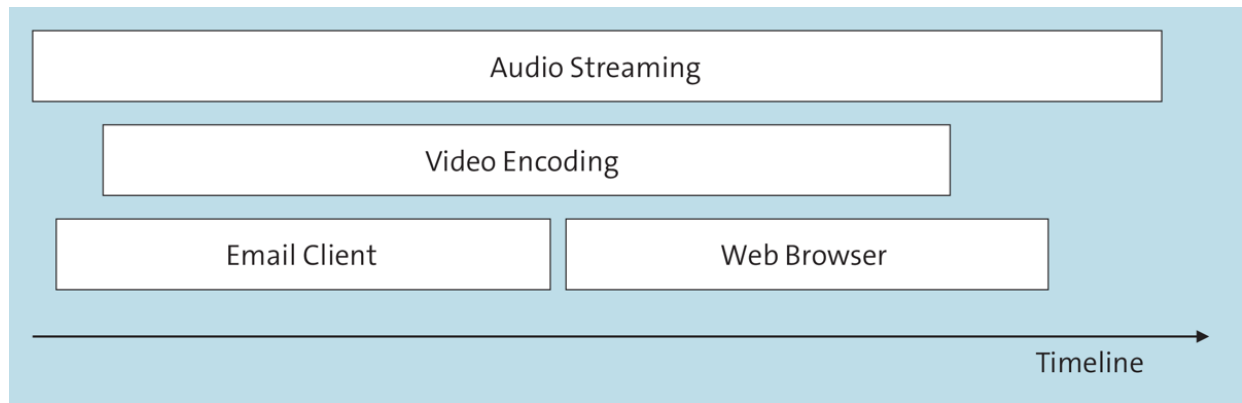 Audio Streaming
Video Encoding
Email Client
Web Browser
Timeline